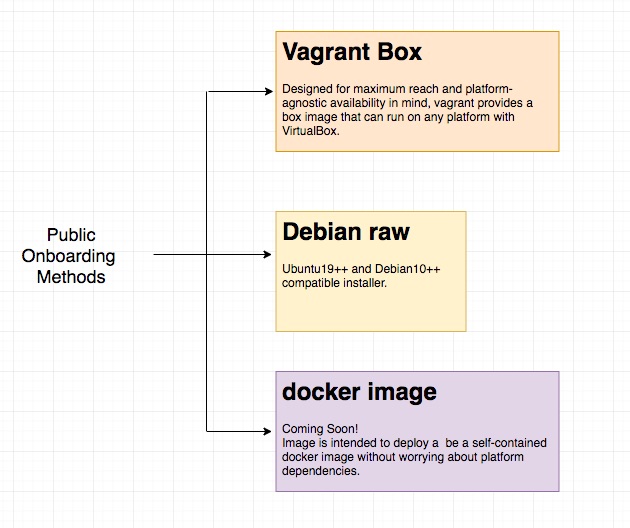 Vagrant Box
Designed for maximum reach and platform-
agnostic availability in mind, vagrant provides a
box image that can run on any platform with
VirtualBox.
Public
Onboarding
Methods
Debian raw
Ubuntu19++ and Debian10++
compatible installer.
docker image
Coming Soon!
Image is intended to deploy a  be a self-contained
docker image without worrying about platform
dependencies.